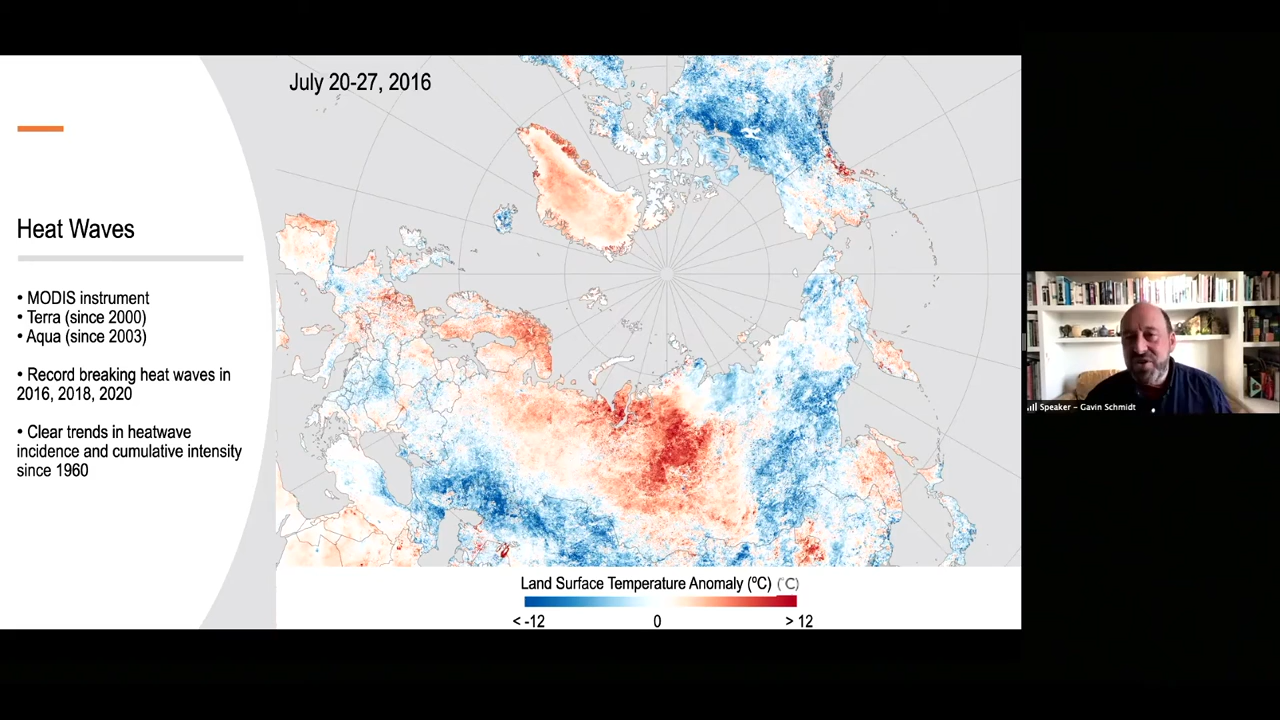 July 20-27, 2016
Heat Waves
• MODIS instrument
• Terra (since 2000)
• Aqua (since 2003)
• Record breaking heat waves in
2016, 2018, 2020
• Clear trends in heatwave
incidence and cumulative intensity
since 1960
Land Surface Temperature Anomaly (ºC) (°C)
< -12 0 > 12
Speaker – Gavin Schmidt